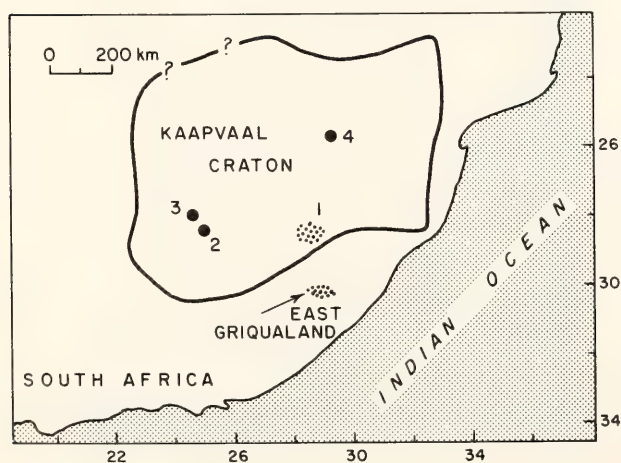 0 200 km
? ?
KAAPVAAL
CRATON
4
3
2
1
26
30
34
EAST
GRIQUALAND
SOUTH AFRICA
INDIAN OCEAN
22 26 30 34